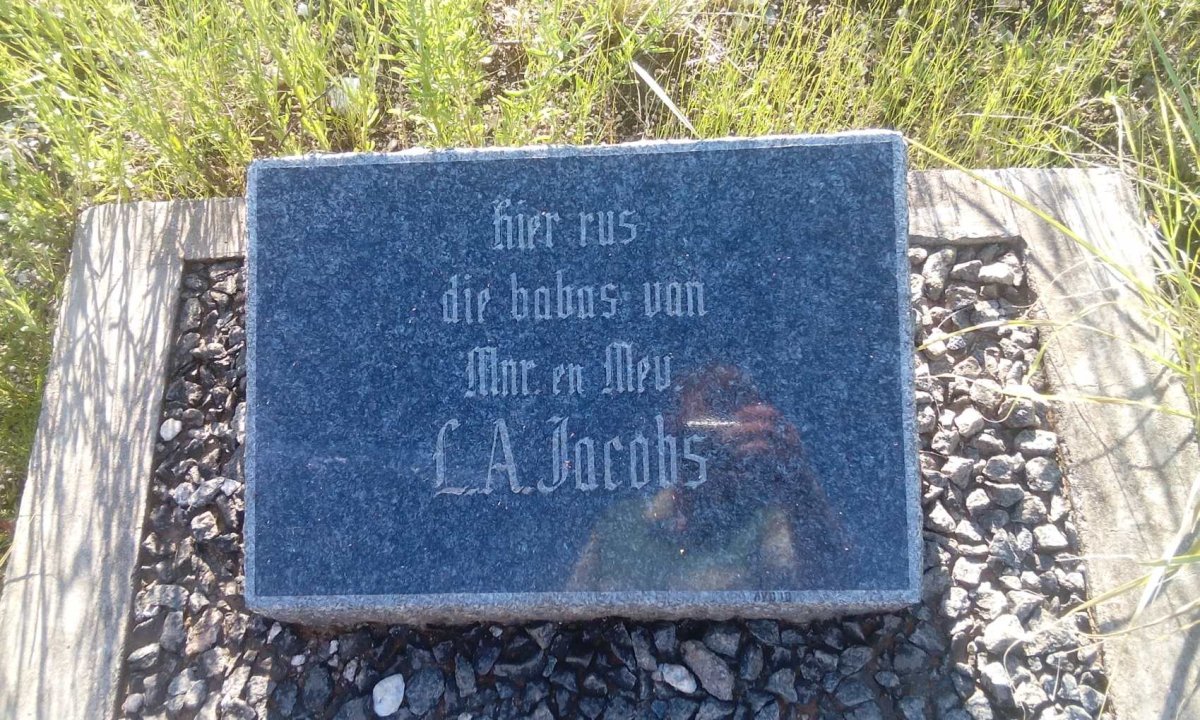 Hier rus
die babas van
Mnr. en Mev
L.A. Jacobs